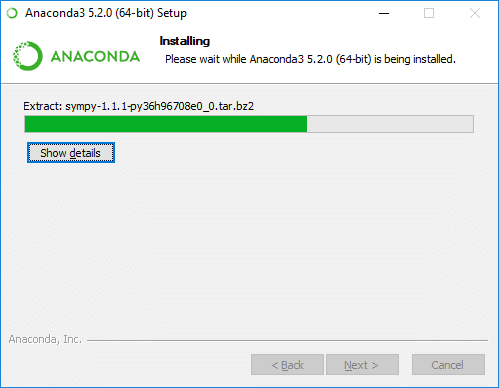 Anaconda3 5.2.0 (64-bit) Setup
ANACONDA
Installing
Please wait while Anaconda3 5.2.0 (64-bit) is being installed.
Extract: sympy-1.1.1-py36h96708e0_0.tar.bz2
Show details
Anaconda, Inc.
< Back
Next >
Cancel